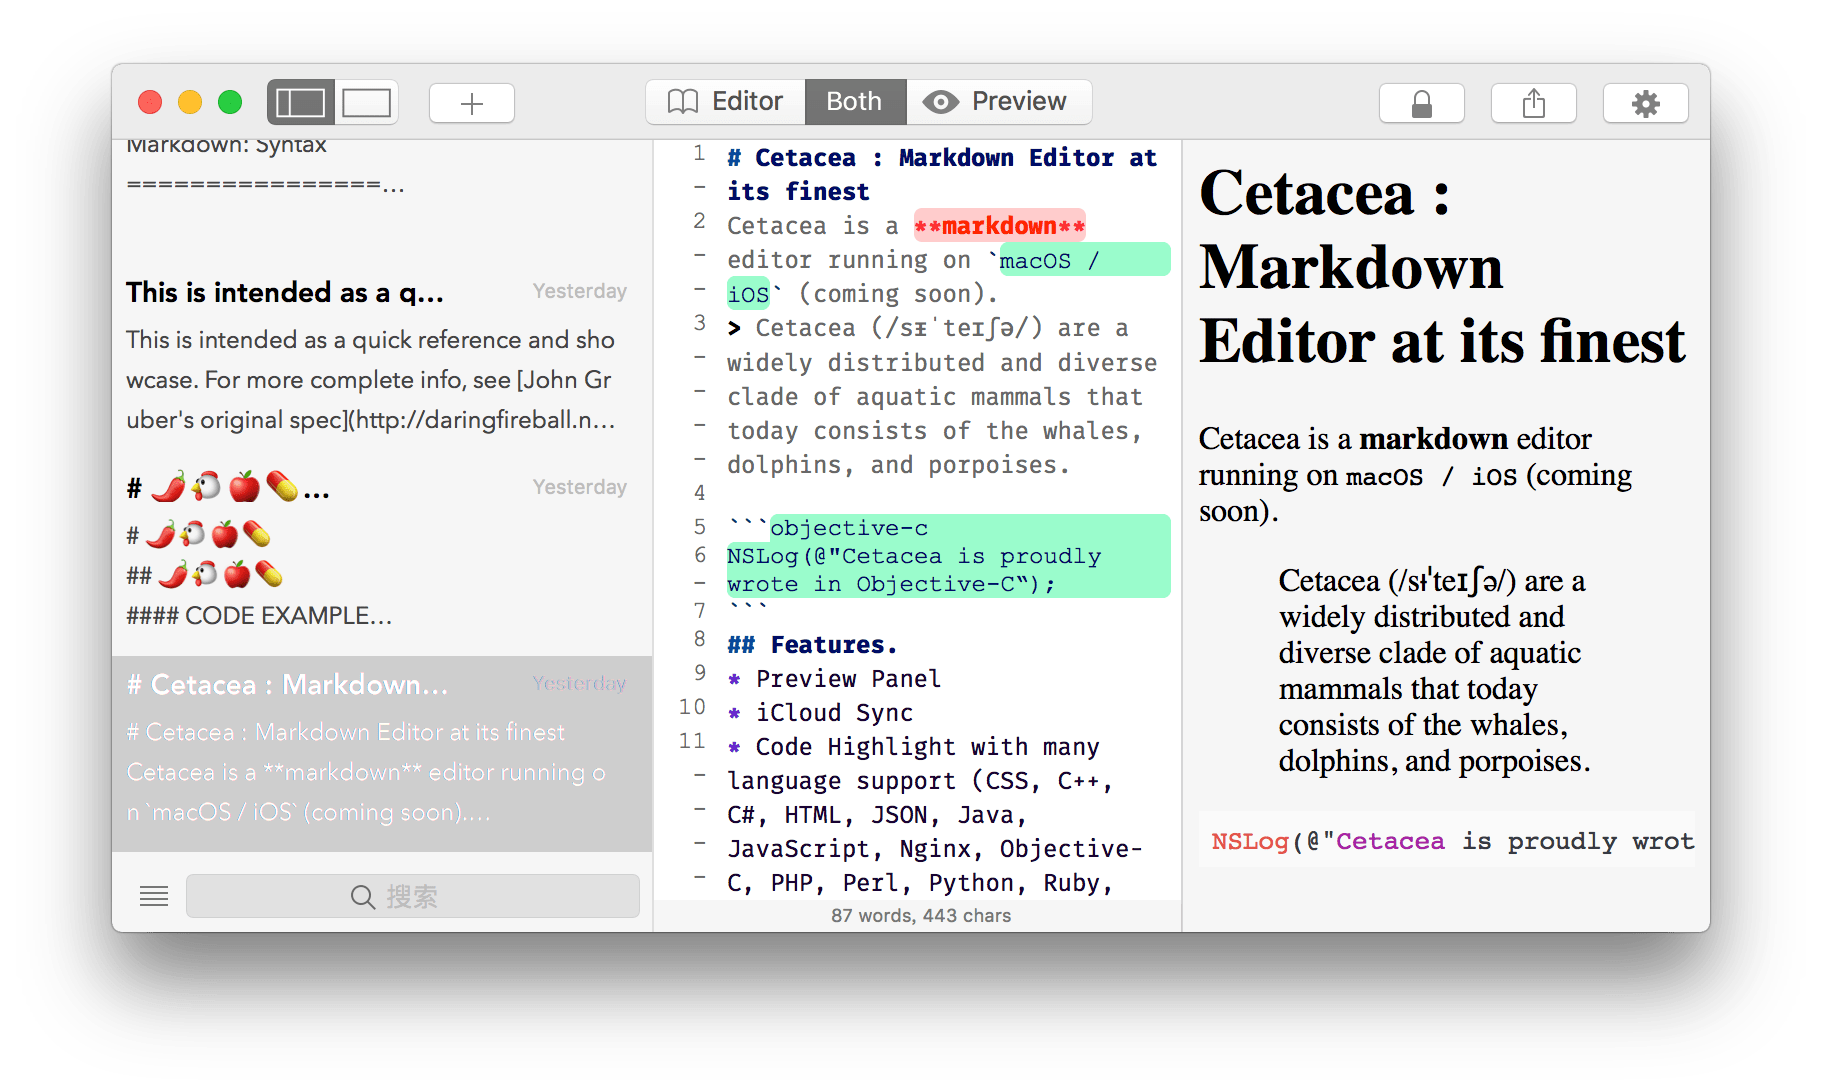 Editor Both Preview
Markdown: Syntax
================...
This is intended as a q... Yesterday
This is intended as a quick reference and sho
wcase. For more complete info, see [John Gr
uber's original spec](http://daringfireball.n...
# 🌶🐔🍎💊... Yesterday
# 🌶🐔🍎💊
## 🌶🐔🍎💊
#### CODE EXAMPLE...
# Cetacea : Markdown... Yesterday
# Cetacea : Markdown Editor at its finest
Cetacea is a **markdown** editor running o
n `macOS / iOS` (coming soon)....
搜索
1 # Cetacea : Markdown Editor at
- its finest
2 Cetacea is a **markdown**
- editor running on `macOS /
- iOS` (coming soon).
3 > Cetacea (/sᵻˈteɪʃə/) are a
- widely distributed and diverse
- clade of aquatic mammals that
- today consists of the whales,
- dolphins, and porpoises.
4
5 ```objective-c
6 NSLog(@"Cetacea is proudly
- wrote in Objective-C“);
7 ```
8 ## Features.
9 * Preview Panel
10 * iCloud Sync
11 * Code Highlight with many
- language support (CSS, C++,
- C#, HTML, JSON, Java,
- JavaScript, Nginx, Objective-
- C, PHP, Perl, Python, Ruby,
87 words, 443 chars
Cetacea :
Markdown
Editor at its finest
Cetacea is a markdown editor
running on macOS / iOS (coming
soon).
Cetacea (/sᵻˈteɪʃə/) are a
widely distributed and
diverse clade of aquatic
mammals that today
consists of the whales,
dolphins, and porpoises.
NSLog(@"Cetacea is proudly wrot